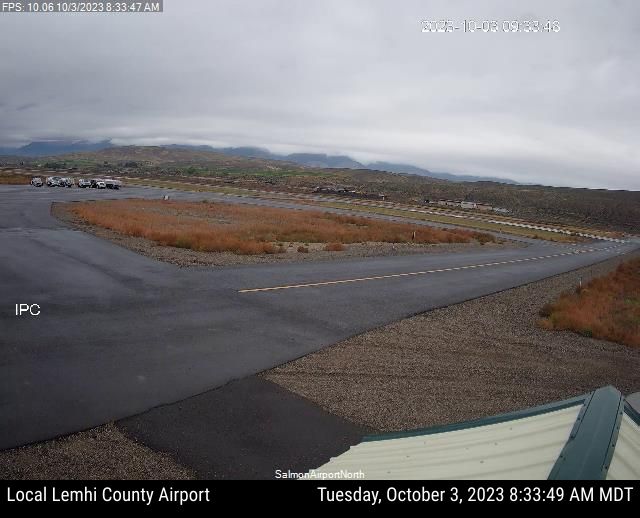 FPS: 10.06 10/3/2023 8:33:47 AM
2023-10-03 09:33:46
IPC
SalmonAirportNorth
Local Lemhi County Airport
Tuesday, October 3, 2023 8:33:49 AM MDT